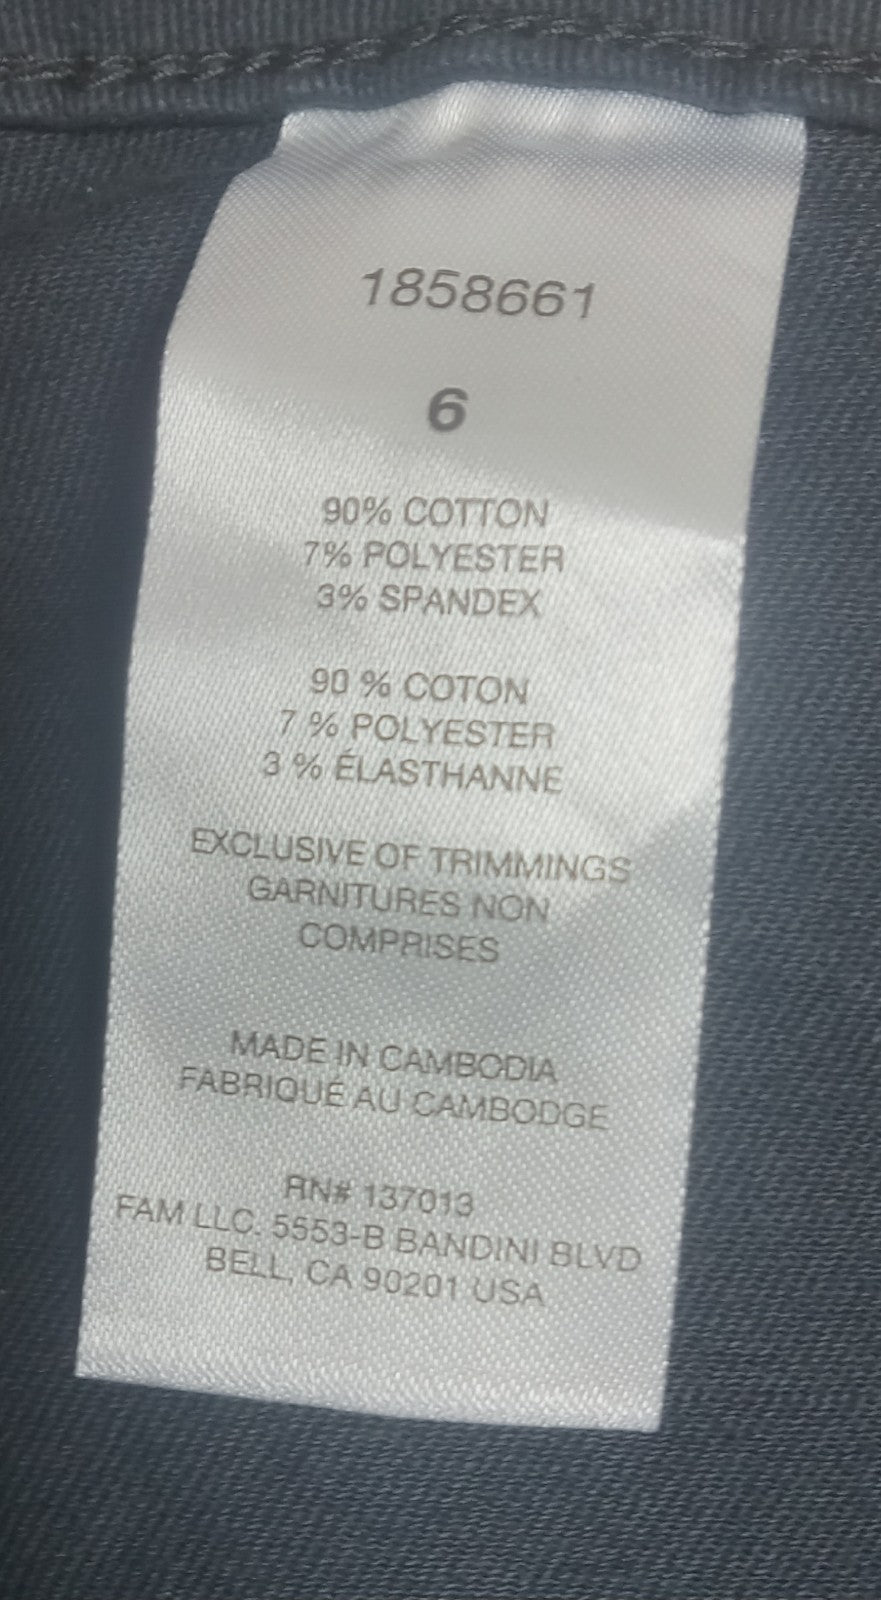 1858661
6
90% COTTON
7% POLYESTER
3% SPANDEX
90 % COTON
7 % POLYESTER
3 % ÉLASTHANNE
EXCLUSIVE OF TRIMMINGS
GARNITURES NON
COMPRISES
MADE IN CAMBODIA
FABRIQUÉ AU CAMBODGE
RN# 137013
FAM LLC. 5553-B BANDINI BLVD
BELL, CA 90201 USA